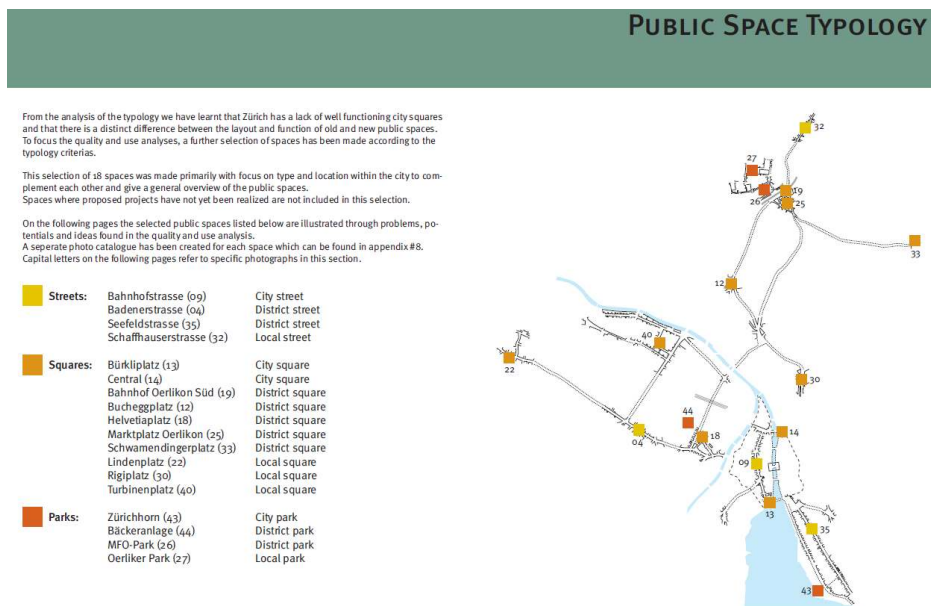 PUBLIC SPACE TYPOLOGY
From the analysis of the typology we have learnt that Zürich has a lack of well functioning city squares
and that there is a distinct difference between the layout and function of old and new public spaces.
To focus the quality and use analyses, a further selection of spaces has been made according to the
typology criterias.
This selection of 18 spaces was made primarily with focus on type and location within the city to com-
plement each other and give a general overview of the public spaces.
Spaces where proposed projects have not yet been realized are not included in this selection.
On the following pages the selected public spaces listed below are illustrated through problems, po-
tentials and ideas found in the quality and use analysis.
A seperate photo catalogue has been created for each space which can be found in appendix #8.
Capital letters on the following pages refer to specific photographs in this section.
Streets: Bahnhofstrasse (09) City street
Badenerstrasse (04) District street
Seefeldstrasse (35) District street
Schaffhauserstrasse (32) Local street
Squares: Bürkliplatz (13) City square
Central (14) City square
Bahnhof Oerlikon Süd (19) District square
Bucheggplatz (12) District square
Helvetiaplatz (18) District square
Marktplatz Oerlikon (25) District square
Schwamendingerplatz (33) District square
Lindenplatz (22) Local square
Rigiplatz (30) Local square
Turbinenplatz (40) Local square
Parks: Zürichhorn (43) City park
Bäckeranlage (44) District park
MFO-Park (26) District park
Oerliker Park (27) Local park
32
27
19
26
25
33
12
40
22
30
44
14
18
04
09
13
35
43